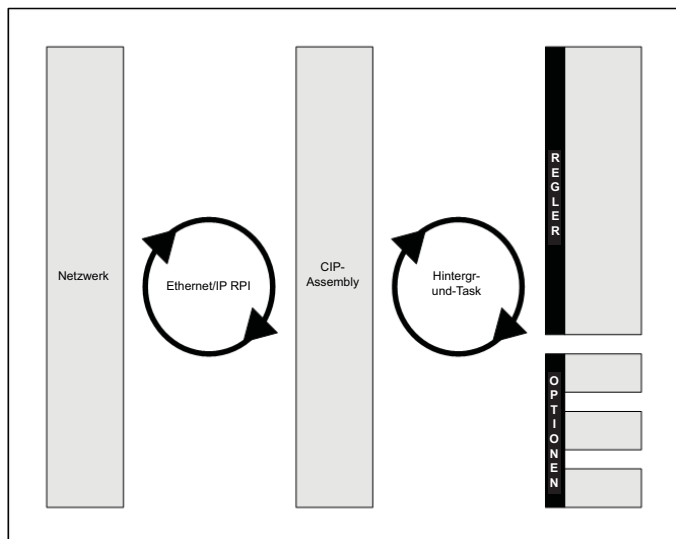 Netzwerk
Ethernet/IP RPI
CIP-
Assembly
Hintergr-
und-Task
REGLER
OPTIONEN